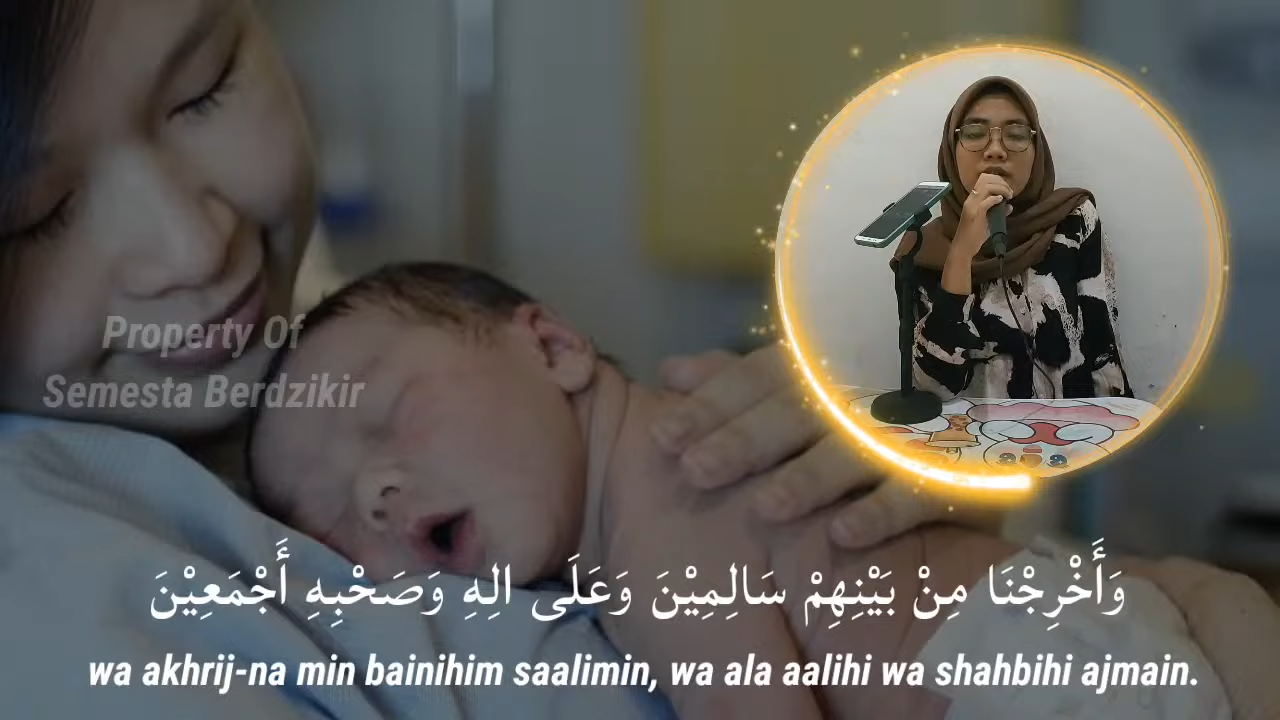 Property Of
Semesta Berdzikir
وَأَخْرِجْنَا مِنْ بَيْنِهِمْ سَالِمِيْنَ وَعَلَى الِهِ وَصَحْبِهِ أَجْمَعِيْنَ
wa akhrij-na min bainihim saalimin, wa ala aalihi wa shahbihi ajmain.